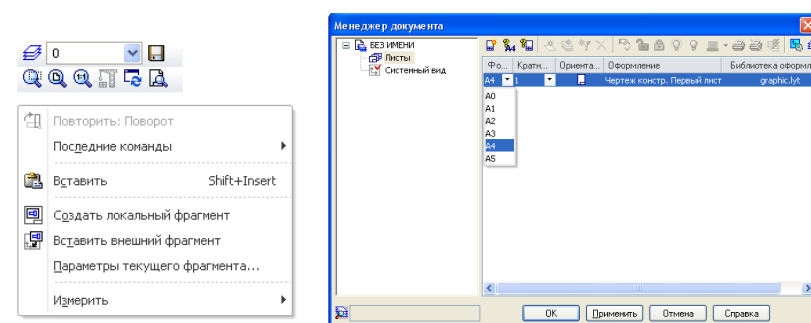 0
Повторить: Поворот
Последние команды
Вставить Shift+Insert
Создать локальный фрагмент
Вставить внешний фрагмент
Параметры текущего фрагмента...
Измерить
Менеджер документа
БЕЗ ИМЕНИ
Листы
Системный вид
Фо... Кратн... Ориента... Оформление Библиотека оформл
A4 1 Чертеж констр. Первый лист graphic.lyt
A0
A1
A2
A3
A4
A5
OK Применить Отмена Справка